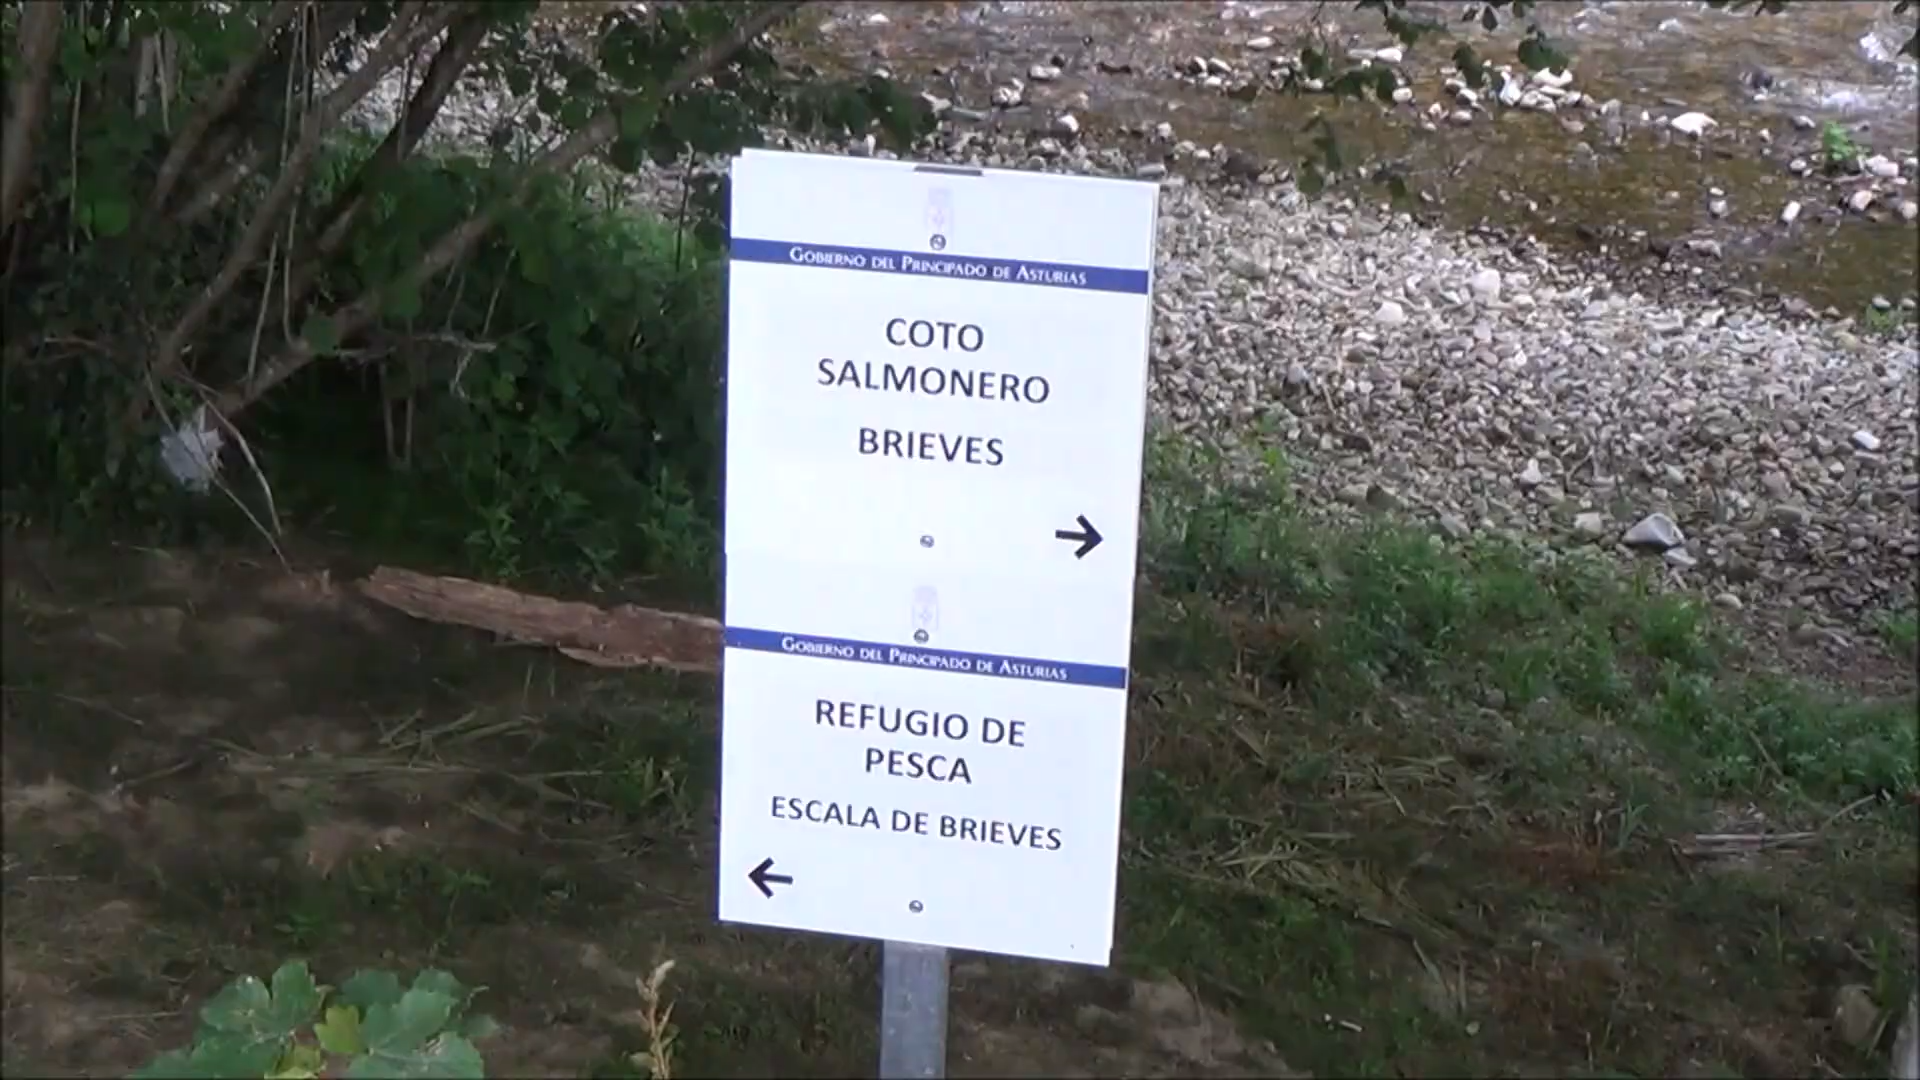 GOBIERNO DEL PRINCIPADO DE ASTURIAS
COTO
SALMONERO
BRIEVES
→
GOBIERNO DEL PRINCIPADO DE ASTURIAS
REFUGIO DE
PESCA
ESCALA DE BRIEVES
←